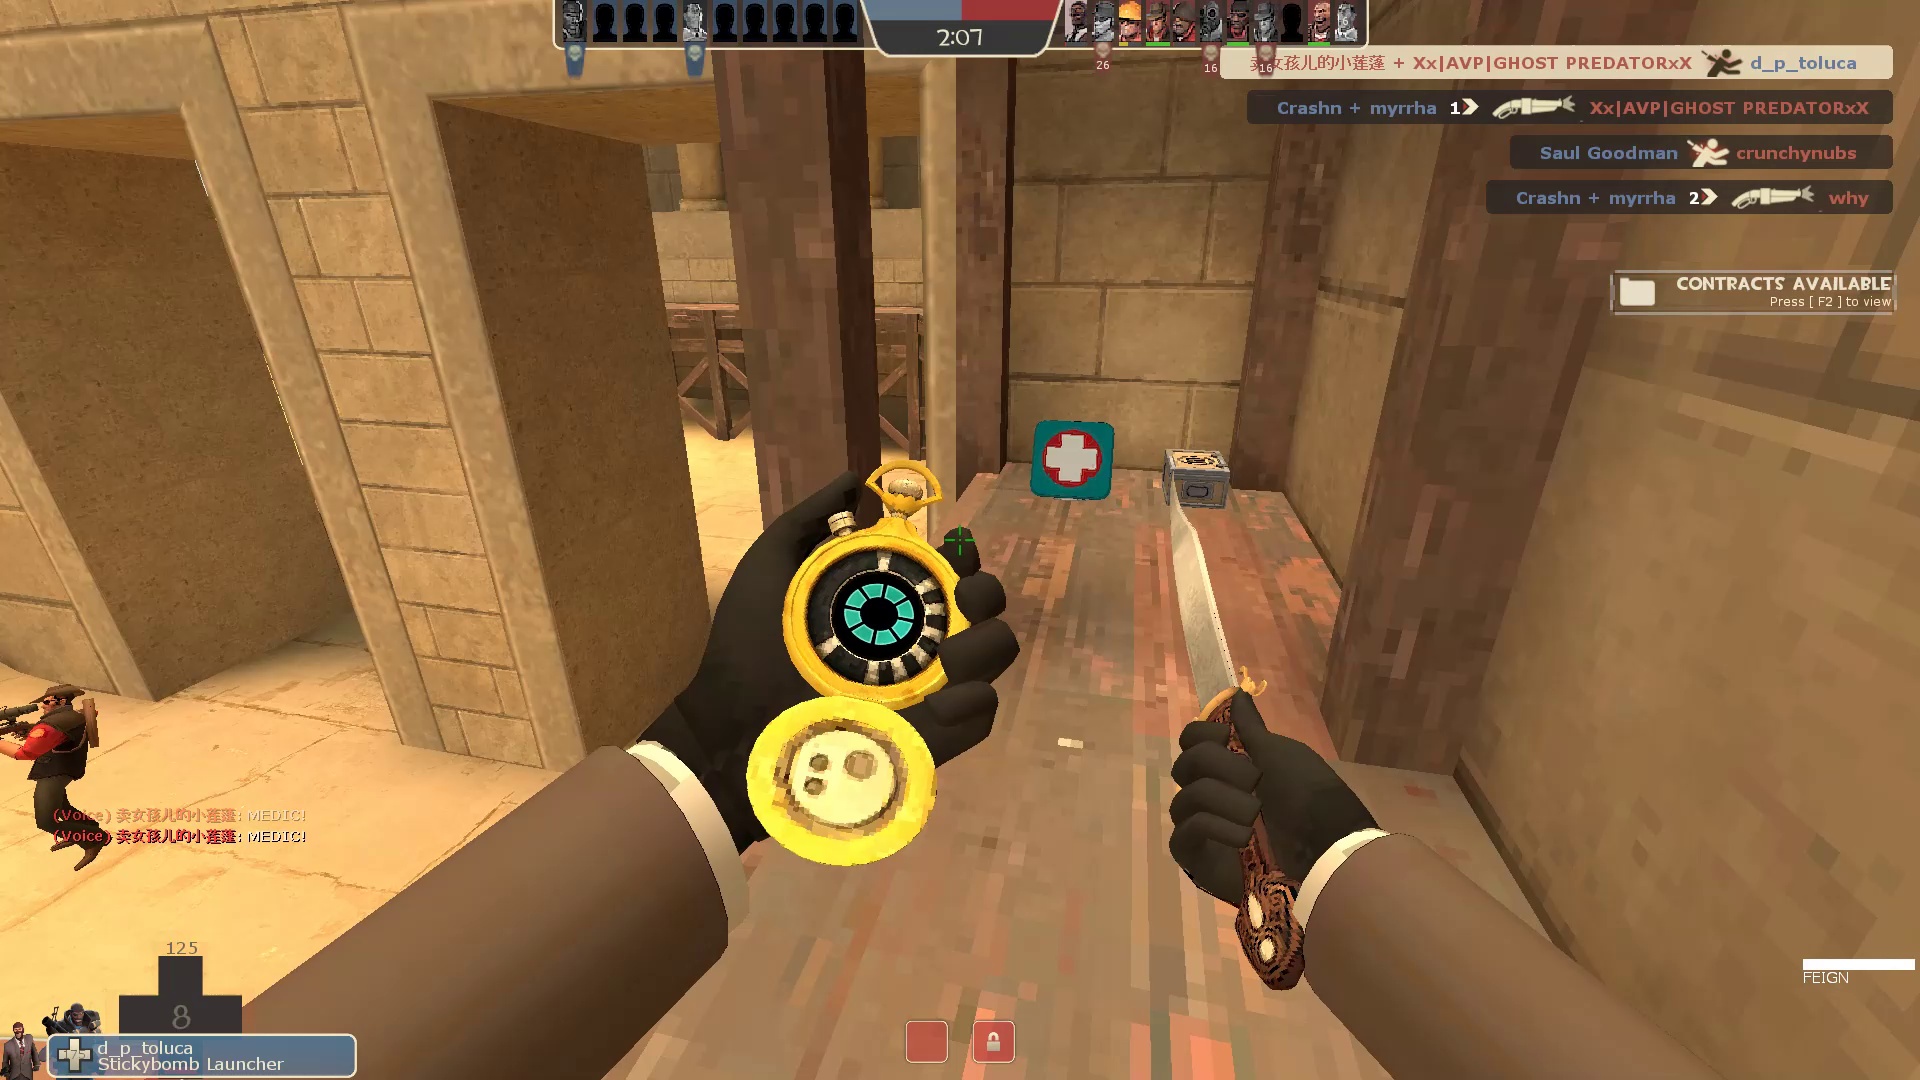 2:07
26
16
16
卖女孩儿的小莲蓬 + Xx|AVP|GHOST PREDATORxX d_p_toluca
Crashn + myrrha 1 Xx|AVP|GHOST PREDATORxX
Saul Goodman crunchynubs
Crashn + myrrha 2 why
CONTRACTS AVAILABLE
Press [ F2 ] to view
(Voice) 卖女孩儿的小莲蓬: MEDIC!
(Voice) 卖女孩儿的小莲蓬: MEDIC!
125
8
FEIGN
175
d_p_toluca
Stickybomb Launcher